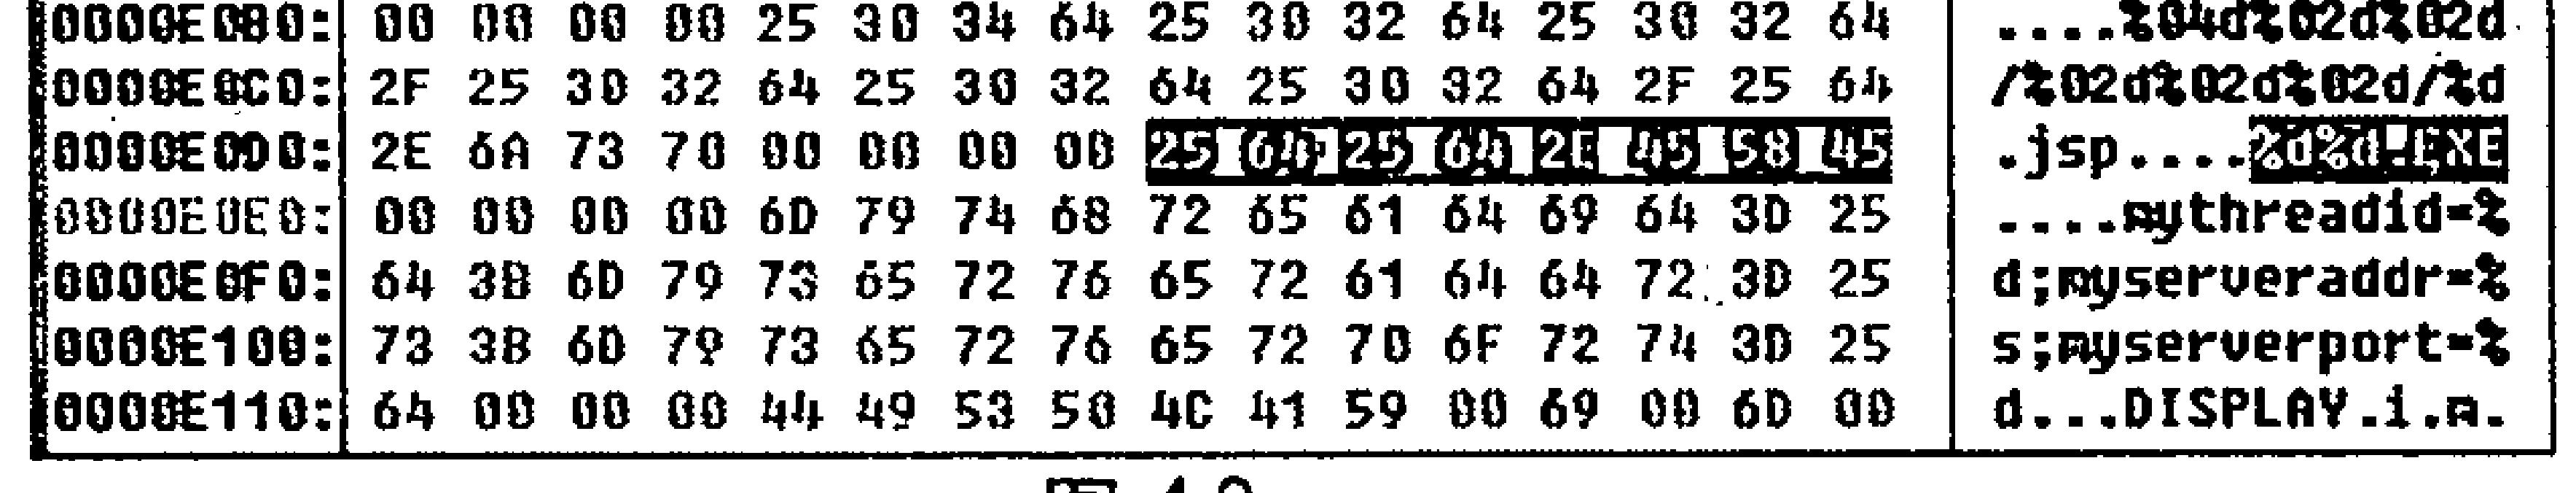 0000E0B0: 00 00 00 00 25 30 34 64 25 30 32 64 25 30 32 64 ....%04d%02d%02d
0000E0C0: 2F 25 30 32 64 25 30 32 64 25 30 32 64 2F 25 64 /%02d%02d%02d/%d
0000E0D0: 2E 6A 73 70 00 00 00 00 25 64 25 64 2E 45 58 45 .jsp....%d%d.EXE
0000E0E0: 00 00 00 00 6D 79 74 68 72 65 61 64 69 64 3D 25 ....mythreadid=%
0000E0F0: 64 3B 6D 79 73 65 72 76 65 72 61 64 64 72 3D 25 d;myserveraddr=%
0000E100: 73 3B 6D 79 73 65 72 76 65 72 70 6F 72 74 3D 25 s;myserverport=%
0000E110: 64 00 00 00 44 49 53 50 4C 41 59 00 69 00 6D 00 d...DISPLAY.i.m.